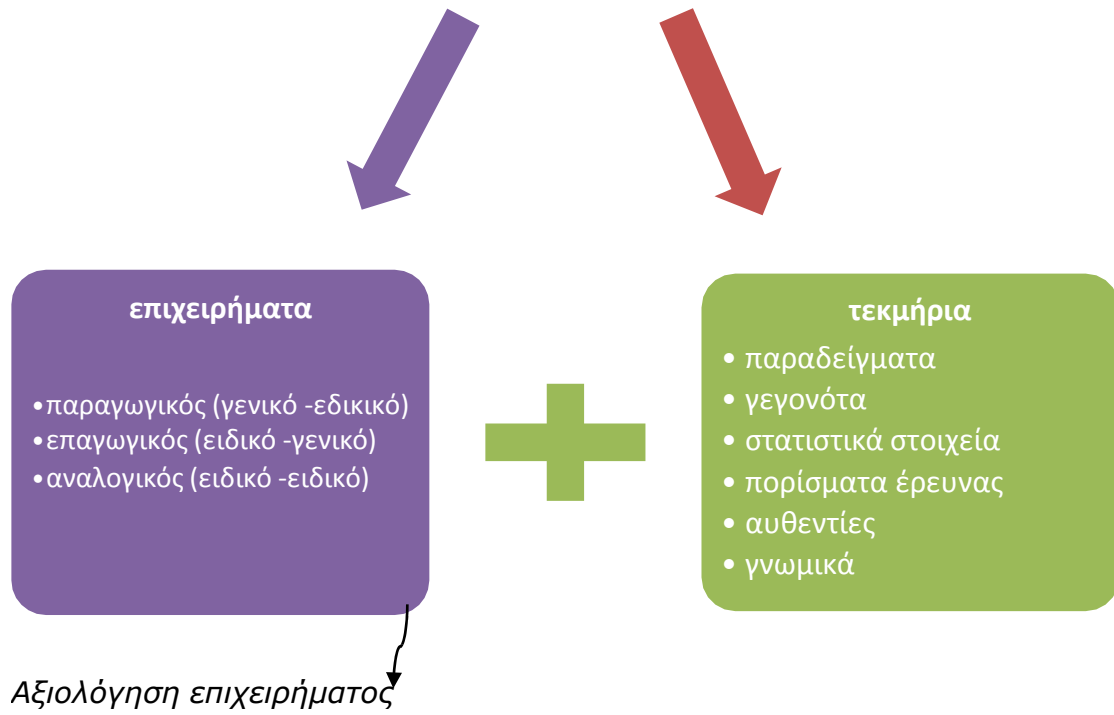 επιχειρήματα
•παραγωγικός (γενικό -εδικικό)
•επαγωγικός (ειδικό -γενικό)
•αναλογικός (ειδικό -ειδικό)
τεκμήρια
• παραδείγματα
• γεγονότα
• στατιστικά στοιχεία
• πορίσματα έρευνας
• αυθεντίες
• γνωμικά
Αξιολόγηση επιχειρήματος